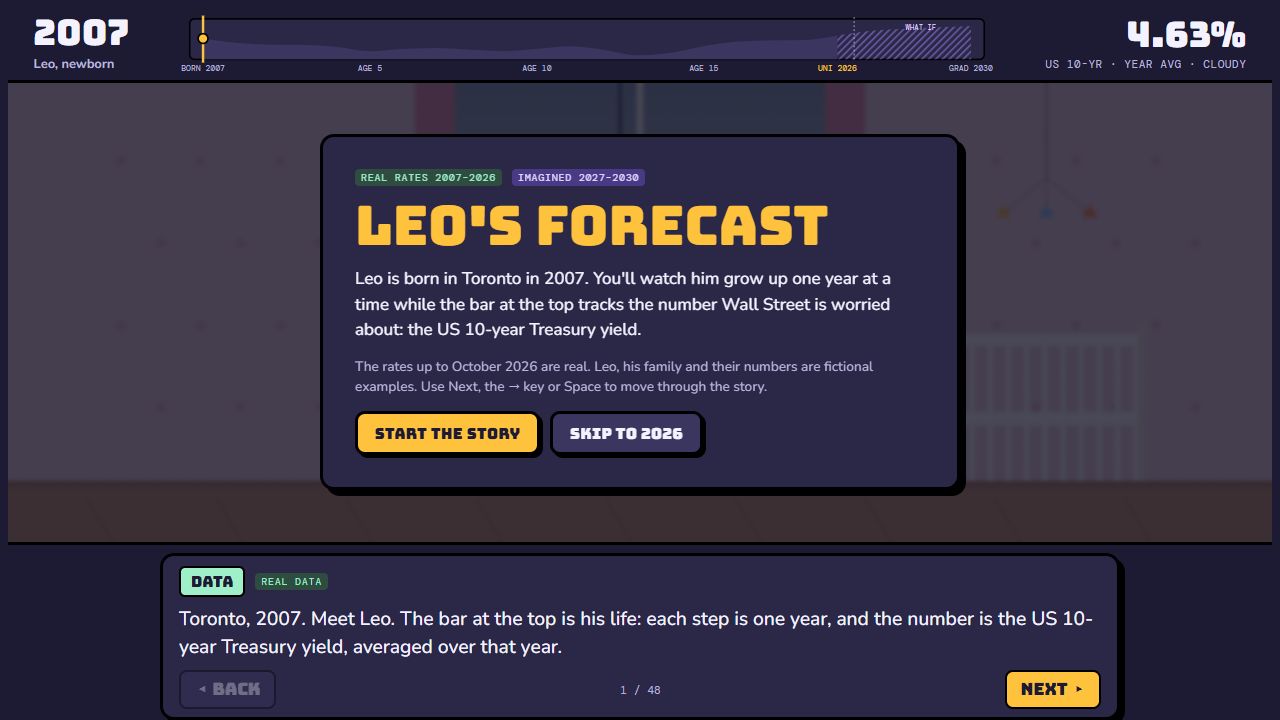 2007
Leo, newborn
WHAT IF
BORN 2007
AGE 5
AGE 10
AGE 15
UNI 2026
GRAD 2030
4.63%
US 10-YR · YEAR AVG · CLOUDY
REAL RATES 2007-2026
IMAGINED 2027-2030
LEO'S FORECAST
Leo is born in Toronto in 2007. You'll watch him grow up one year at a
time while the bar at the top tracks the number Wall Street is worried
about: the US 10-year Treasury yield.
The rates up to October 2026 are real. Leo, his family and their numbers are fictional
examples. Use Next, the → key or Space to move through the story.
START THE STORY
SKIP TO 2026
DATA
REAL DATA
Toronto, 2007. Meet Leo. The bar at the top is his life: each step is one year, and the number is the US 10-
year Treasury yield, averaged over that year.
◂ BACK
1 / 48
NEXT ▸